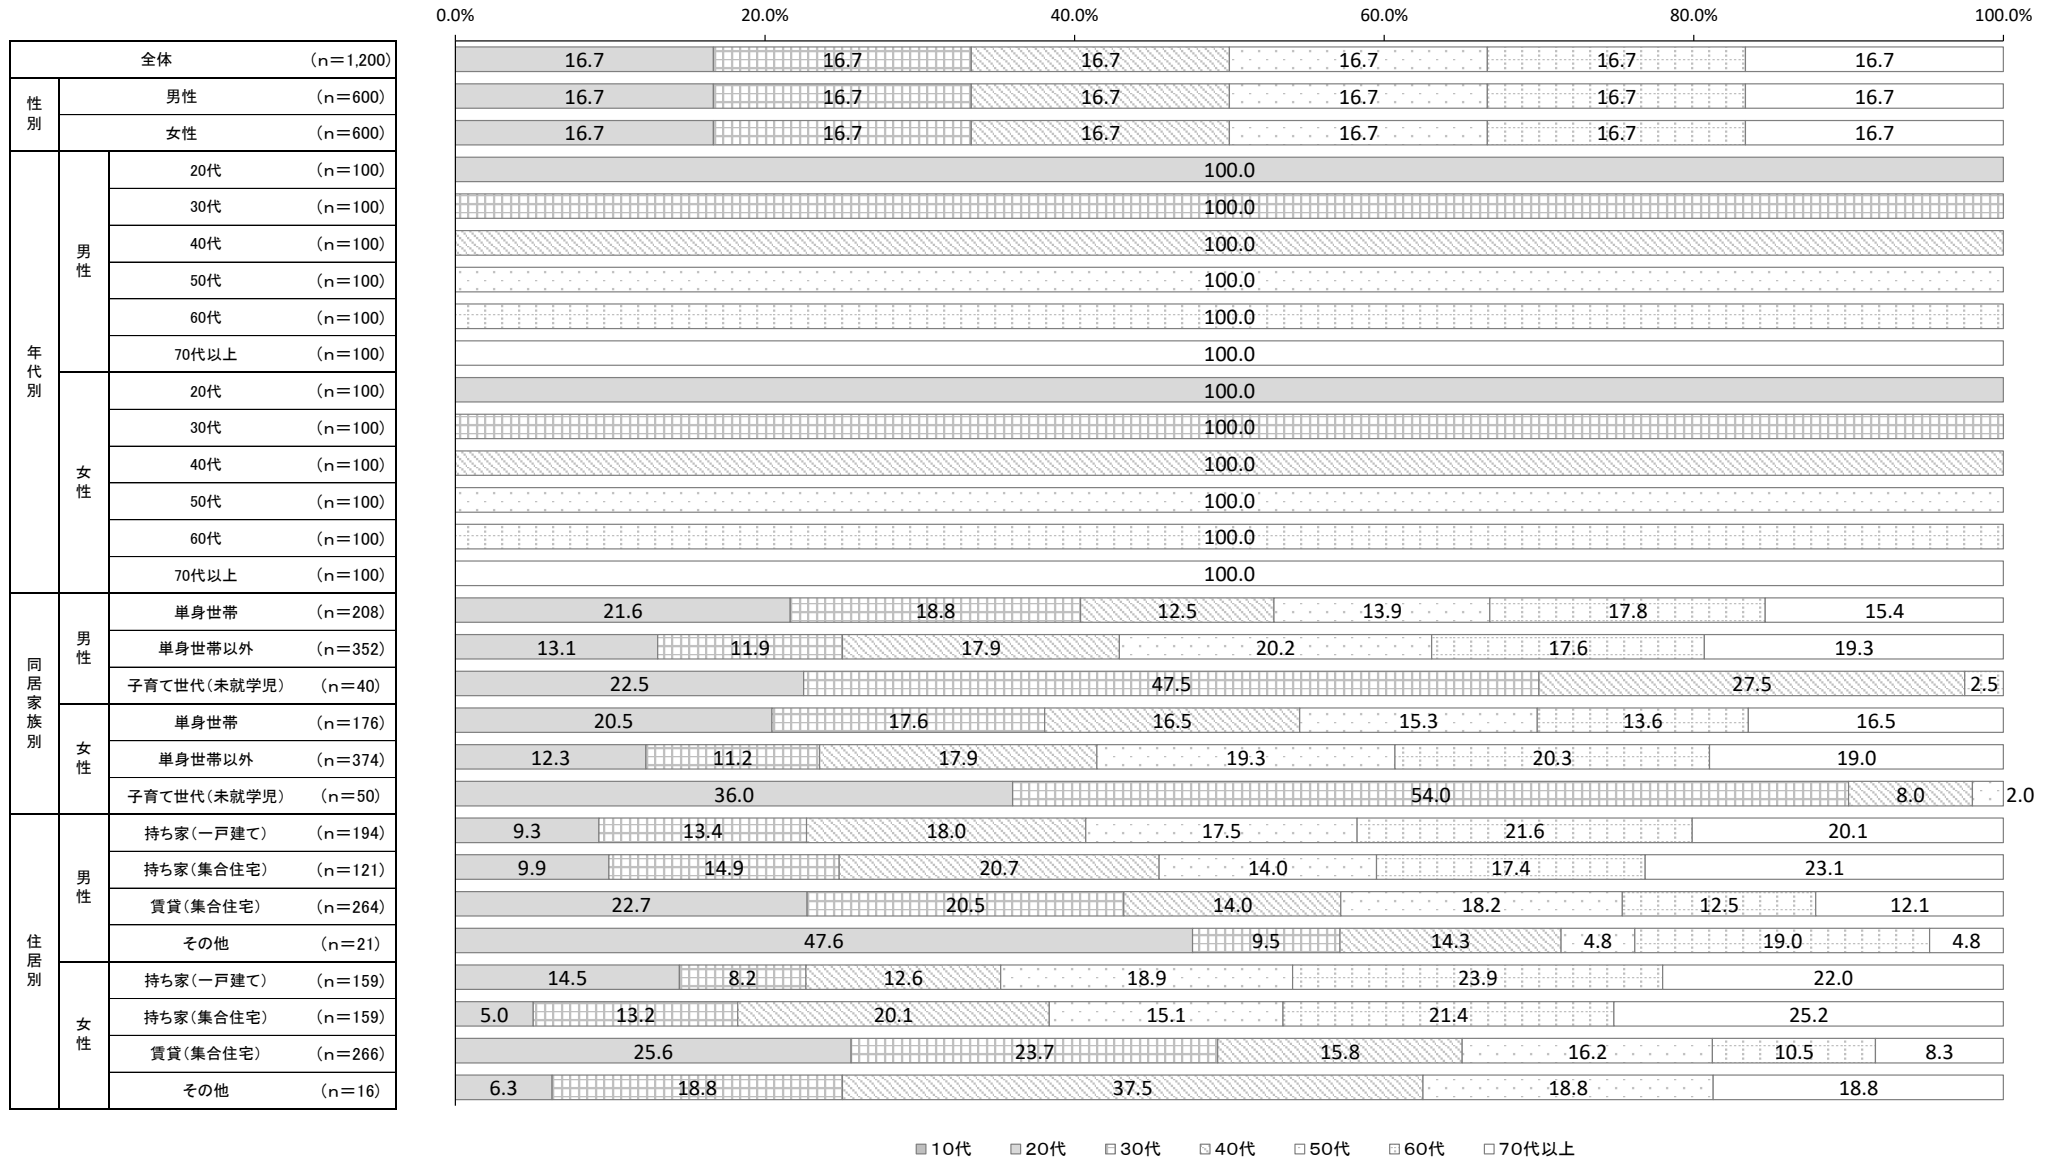 0.0% 20.0% 40.0% 60.0% 80.0% 100.0%
全体 (n=1,200) 16.7 16.7 16.7 16.7 16.7 16.7
性別
男性 (n=600) 16.7 16.7 16.7 16.7 16.7 16.7
女性 (n=600) 16.7 16.7 16.7 16.7 16.7 16.7
年代別
男性
20代 (n=100) 100.0
30代 (n=100) 100.0
40代 (n=100) 100.0
50代 (n=100) 100.0
60代 (n=100) 100.0
70代以上 (n=100) 100.0
女性
20代 (n=100) 100.0
30代 (n=100) 100.0
40代 (n=100) 100.0
50代 (n=100) 100.0
60代 (n=100) 100.0
70代以上 (n=100) 100.0
同居家族別
男性
単身世帯 (n=208) 21.6 18.8 12.5 13.9 17.8 15.4
単身世帯以外 (n=352) 13.1 11.9 17.9 20.2 17.6 19.3
子育て世代(未就学児) (n=40) 22.5 47.5 27.5 2.5
女性
単身世帯 (n=176) 20.5 17.6 16.5 15.3 13.6 16.5
単身世帯以外 (n=374) 12.3 11.2 17.9 19.3 20.3 19.0
子育て世代(未就学児) (n=50) 36.0 54.0 8.0 2.0
住居別
男性
持ち家(一戸建て) (n=194) 9.3 13.4 18.0 17.5 21.6 20.1
持ち家(集合住宅) (n=121) 9.9 14.9 20.7 14.0 17.4 23.1
賃貸(集合住宅) (n=264) 22.7 20.5 14.0 18.2 12.5 12.1
その他 (n=21) 47.6 9.5 14.3 4.8 19.0 4.8
女性
持ち家(一戸建て) (n=159) 14.5 8.2 12.6 18.9 23.9 22.0
持ち家(集合住宅) (n=159) 5.0 13.2 20.1 15.1 21.4 25.2
賃貸(集合住宅) (n=266) 25.6 23.7 15.8 16.2 10.5 8.3
その他 (n=16) 6.3 18.8 37.5 18.8 18.8
10代 20代 30代 40代 50代 60代 70代以上